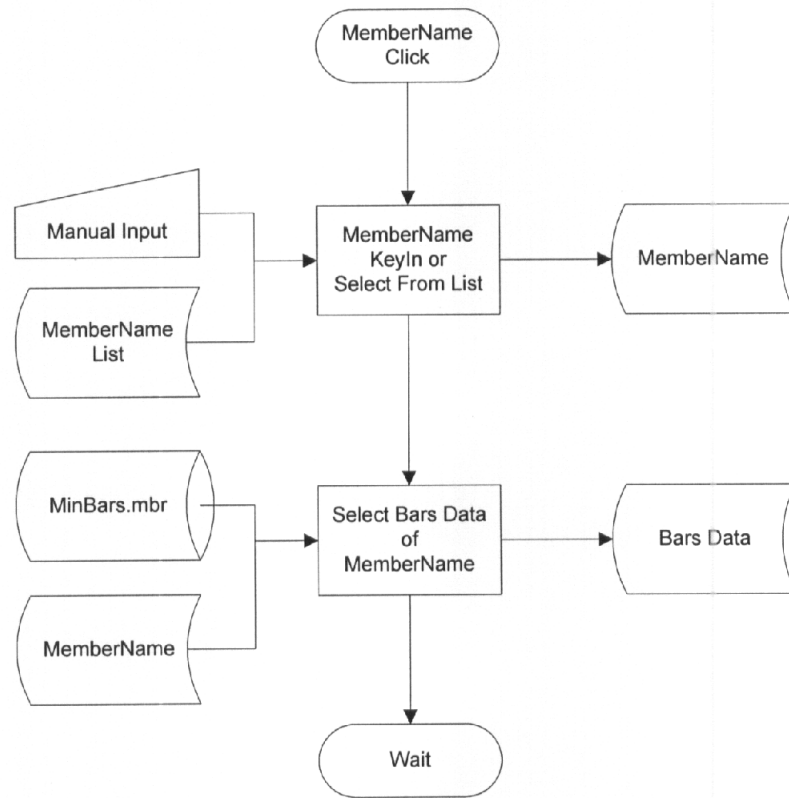 MemberName
Click
Manual Input
MemberName
KeyIn or
Select From List
MemberName
MemberName
List
MinBars.mbr
Select Bars Data
of
MemberName
Bars Data
MemberName
Wait